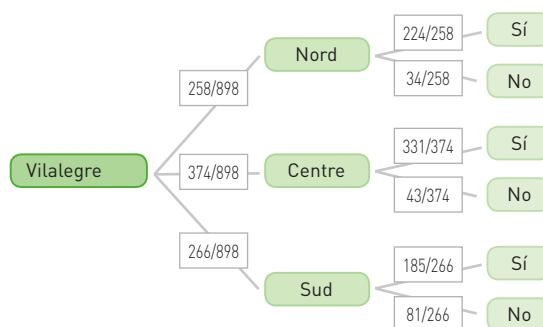 224/258
Sí
Nord
34/258
No
258/898
331/374
Sí
Vilalegre
374/898
Centre
43/374
No
266/898
185/266
Sí
Sud
81/266
No